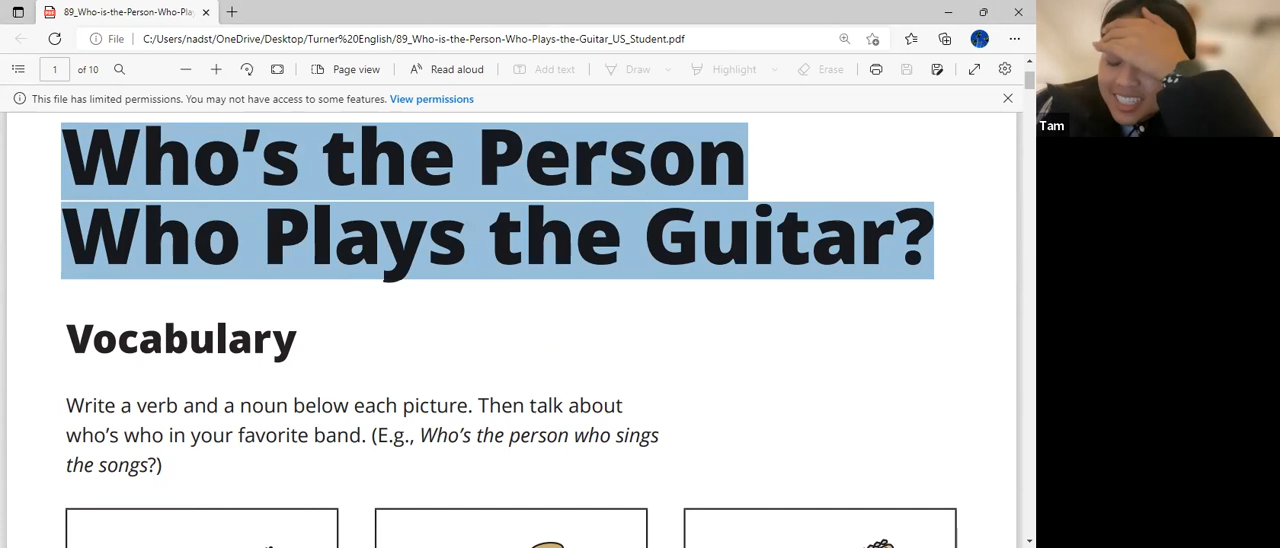 89_Who-is-the-Person-Who-Pla
File
C:/Users/nadst/OneDrive/Desktop/Turner%20English/89_Who-is-the-Person-Who-Plays-the-Guitar_US_Student.pdf
1 of 10
Page view
Read aloud
Add text
Draw
Highlight
Erase
This file has limited permissions. You may not have access to some features. View permissions
Tam
Who's the Person
Who Plays the Guitar?
Vocabulary
Write a verb and a noun below each picture. Then talk about
who's who in your favorite band. (E.g., Who's the person who sings
the songs?)